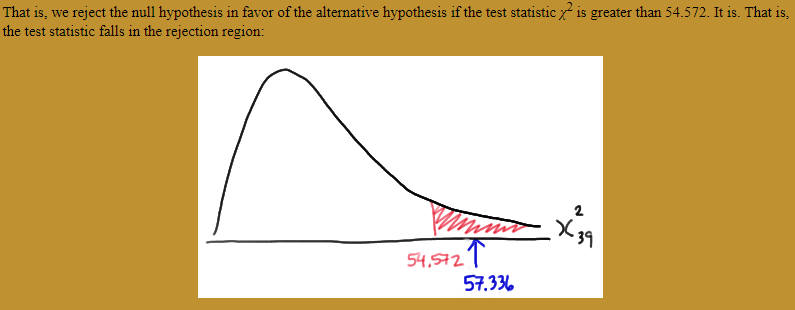 That is, we reject the null hypothesis in favor of the alternative hypothesis if the test statistic χ² is greater than 54.572. It is. That is,
the test statistic falls in the rejection region:
χ²₃₉
54.572
57.336